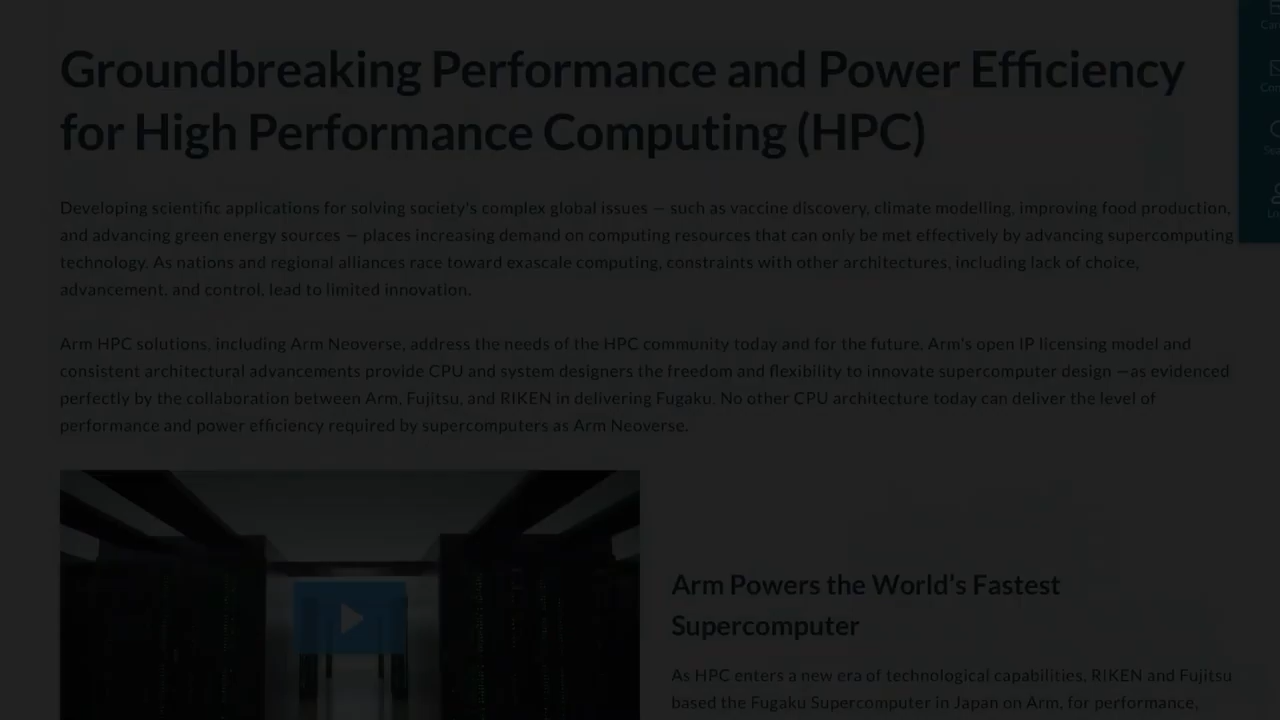 Groundbreaking Performance and Power Efficiency
for High Performance Computing (HPC)
Developing scientific applications for solving society's complex global issues — such as vaccine discovery, climate modelling, improving food production,
and advancing green energy sources — places increasing demand on computing resources that can only be met effectively by advancing supercomputing
technology. As nations and regional alliances race toward exascale computing, constraints with other architectures, including lack of choice,
advancement, and control, lead to limited innovation.
Arm HPC solutions, including Arm Neoverse, address the needs of the HPC community today and for the future. Arm's open IP licensing model and
consistent architectural advancements provide CPU and system designers the freedom and flexibility to innovate supercomputer design —as evidenced
perfectly by the collaboration between Arm, Fujitsu, and RIKEN in delivering Fugaku. No other CPU architecture today can deliver the level of
performance and power efficiency required by supercomputers as Arm Neoverse.
Arm Powers the World's Fastest
Supercomputer
As HPC enters a new era of technological capabilities, RIKEN and Fujitsu
based the Fugaku Supercomputer in Japan on Arm, for performance,